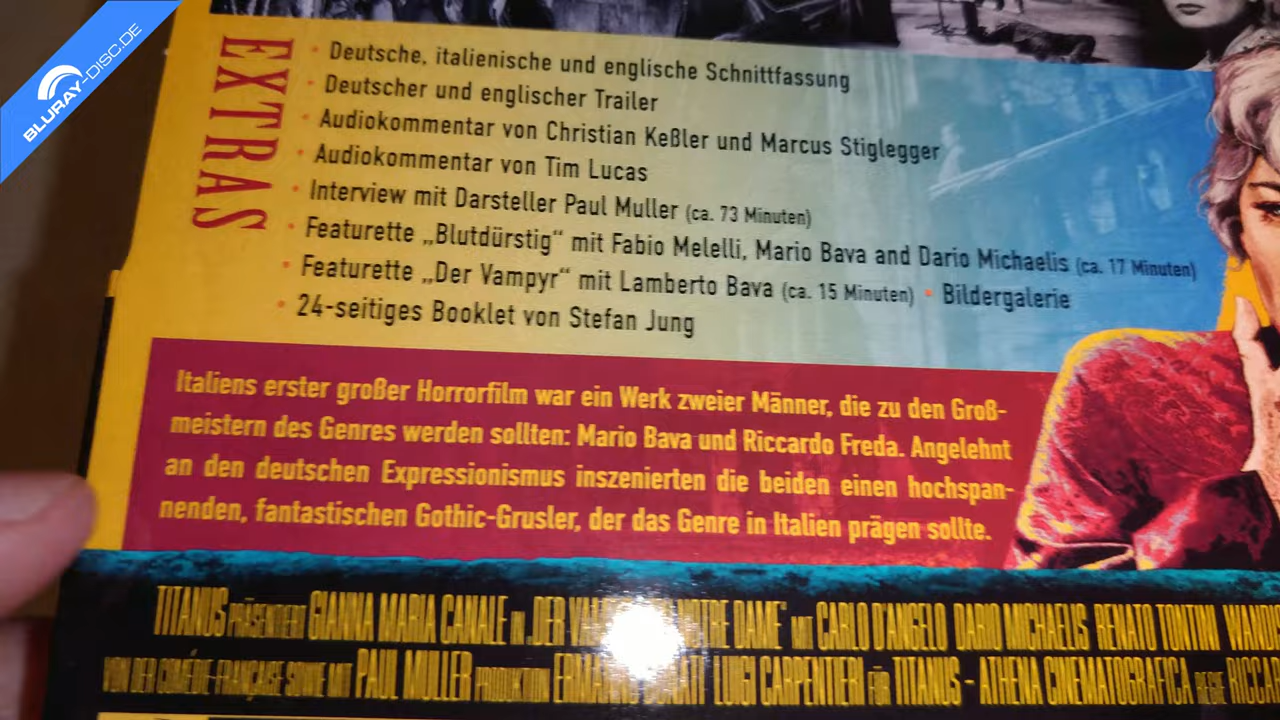 BLURAY-DISC.DE
EXTRAS
• Deutsche, italienische und englische Schnittfassung
• Deutscher und englischer Trailer
• Audiokommentar von Christian Keßler und Marcus Stiglegger
• Audiokommentar von Tim Lucas
• Interview mit Darsteller Paul Muller (ca. 73 Minuten)
• Featurette „Blutdürstig“ mit Fabio Melelli, Mario Bava and Dario Michaelis (ca. 17 Minuten)
• Featurette „Der Vampyr“ mit Lamberto Bava (ca. 15 Minuten) • Bildergalerie
• 24-seitiges Booklet von Stefan Jung
Italiens erster großer Horrorfilm war ein Werk zweier Männer, die zu den Groß-
meistern des Genres werden sollten: Mario Bava und Riccardo Freda. Angelehnt
an den deutschen Expressionismus inszenierten die beiden einen hochspan-
nenden, fantastischen Gothic-Grusler, der das Genre in Italien prägen sollte.
TITANUS PRÄSENTIERT GIANNA MARIA CANALE IN „DER NOTRE DAME“ MIT CARLO D'ANGELO DARIO MICHAELIS RENATO TONTINI
VON DER COMÉDIE-FRANÇAISE SOWIE MIT PAUL MULLER PRODUKTION LUIGI CARPENTIERI FÜR TITANUS - ATHENA CINEMATOGRAFICA REGIE